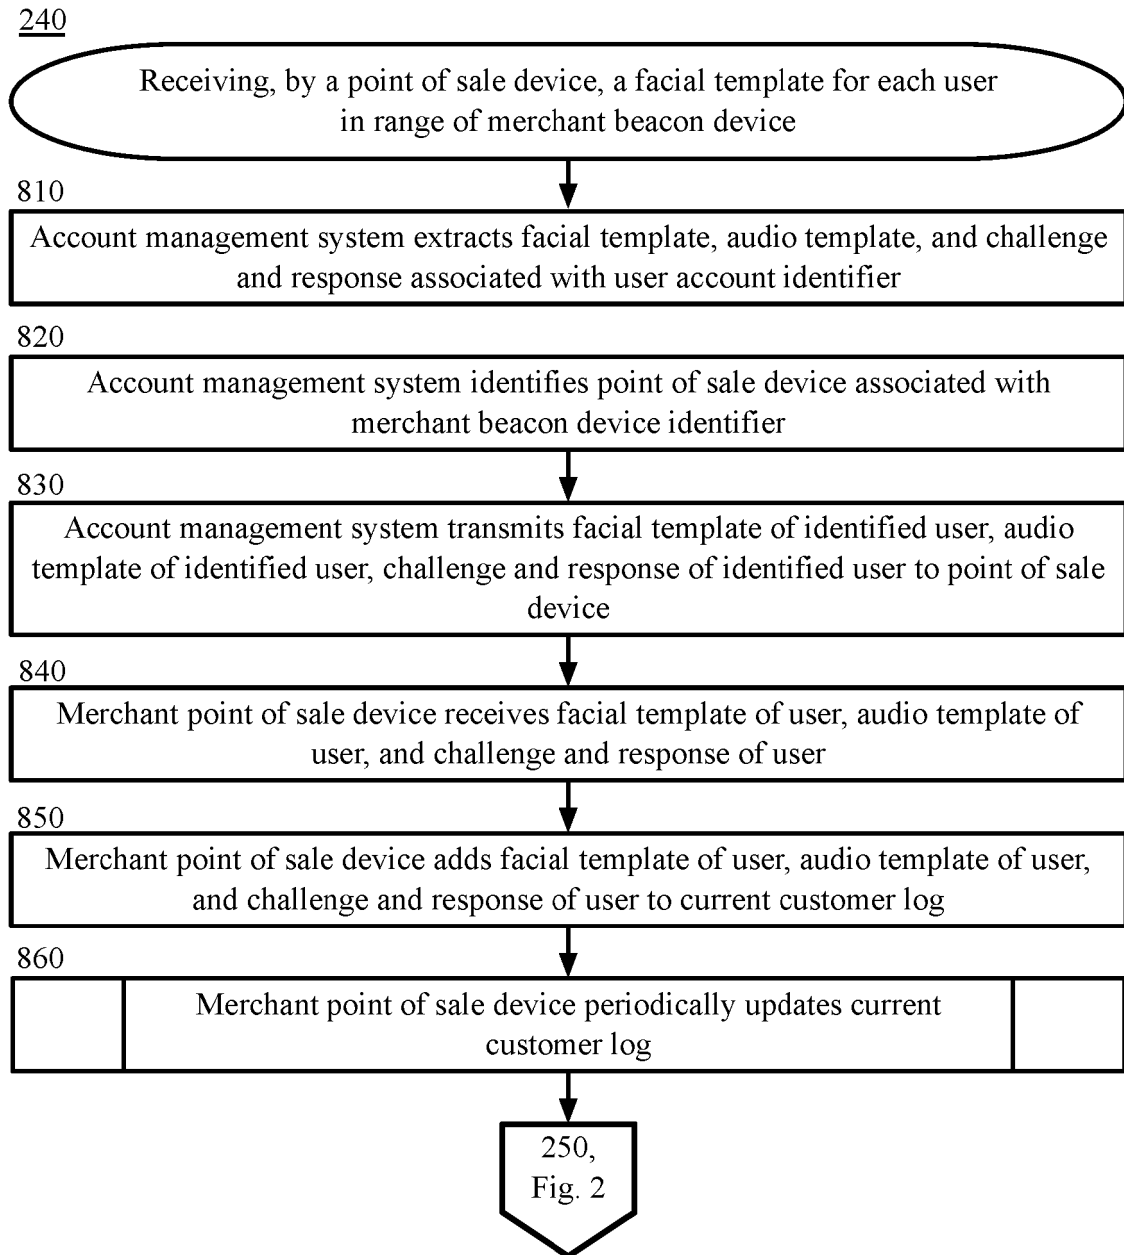 240
Receiving, by a point of sale device, a facial template for each user
in range of merchant beacon device
810
Account management system extracts facial template, audio template, and challenge
and response associated with user account identifier
820
Account management system identifies point of sale device associated with
merchant beacon device identifier
830
Account management system transmits facial template of identified user, audio
template of identified user, challenge and response of identified user to point of sale
device
840
Merchant point of sale device receives facial template of user, audio template of
user, and challenge and response of user
850
Merchant point of sale device adds facial template of user, audio template of user,
and challenge and response of user to current customer log
860
Merchant point of sale device periodically updates current
customer log
250,
Fig. 2